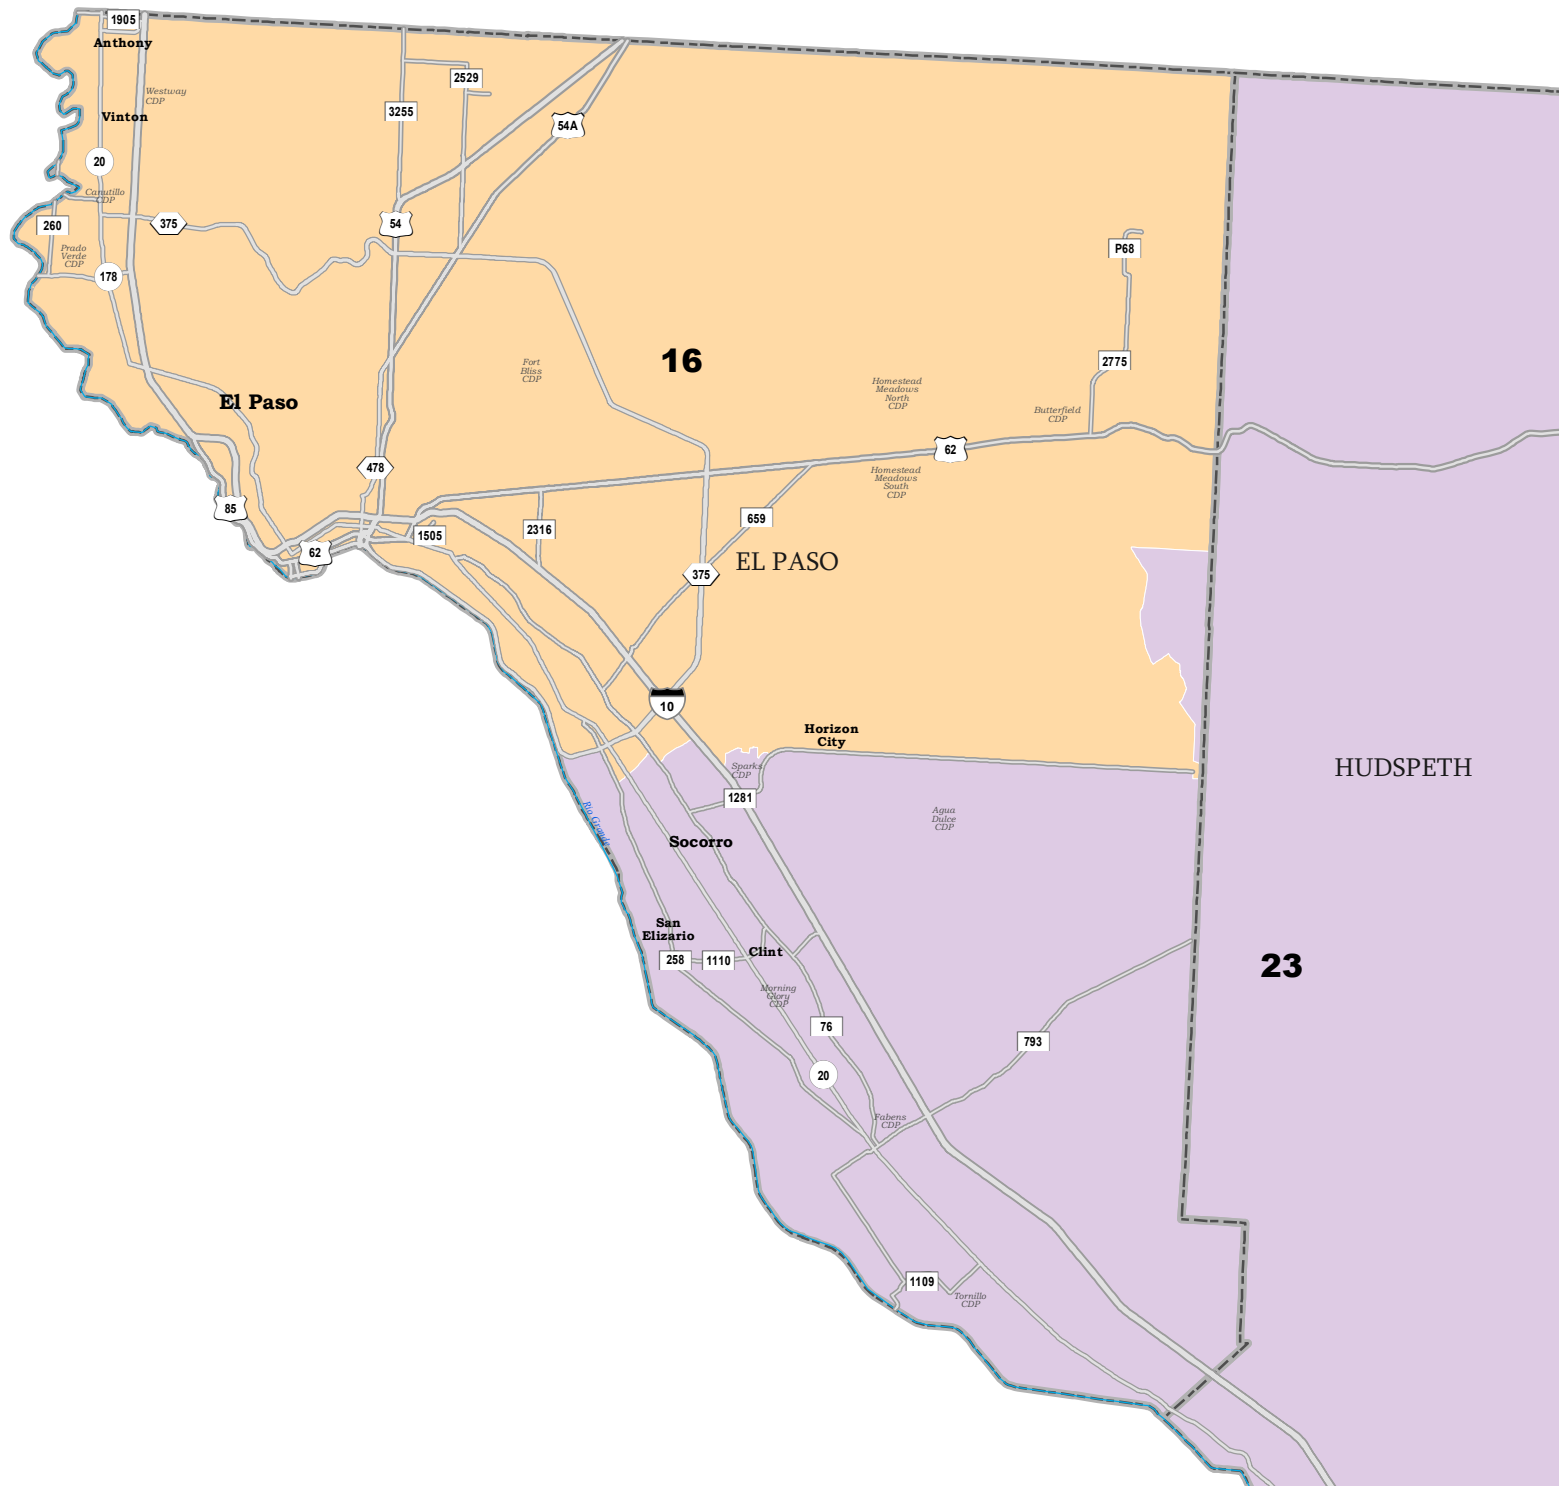 1905
Anthony
2529
Westway
CDP
3255
Vinton
54A
20
Canutillo
CDP
260
375
54
Prado
Verde
CDP
P68
178
16
2775
Fort
Bliss
CDP
Homestead
Meadows
North
CDP
El Paso
Butterfield
CDP
62
478
Homestead
Meadows
South
CDP
85
659
2316
1505
62
EL PASO
375
10
Horizon
City
Sparks
CDP
HUDSPETH
1281
Rio Grande
Agua
Dulce
CDP
Socorro
San
Elizario
Clint
258
1110
23
Morning
Glory
CDP
76
793
20
Fabens
CDP
1109
Tornillo
CDP